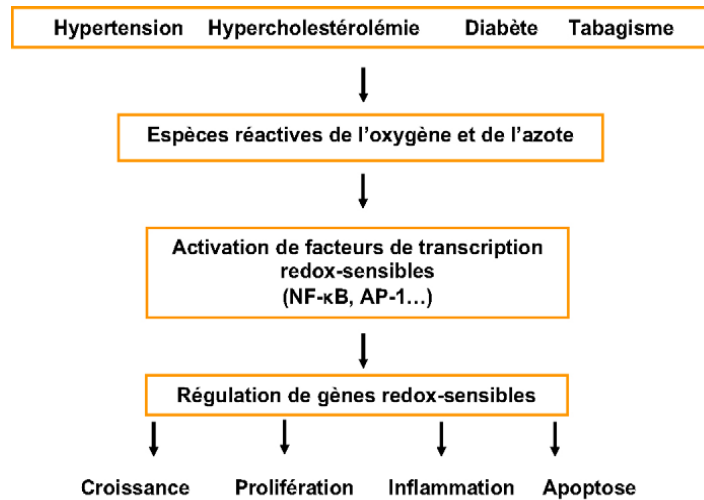 Hypertension Hypercholestérolémie Diabète Tabagisme
Espèces réactives de l'oxygène et de l'azote
Activation de facteurs de transcription
redox-sensibles
(NF-κB, AP-1…)
Régulation de gènes redox-sensibles
Croissance Prolifération Inflammation Apoptose